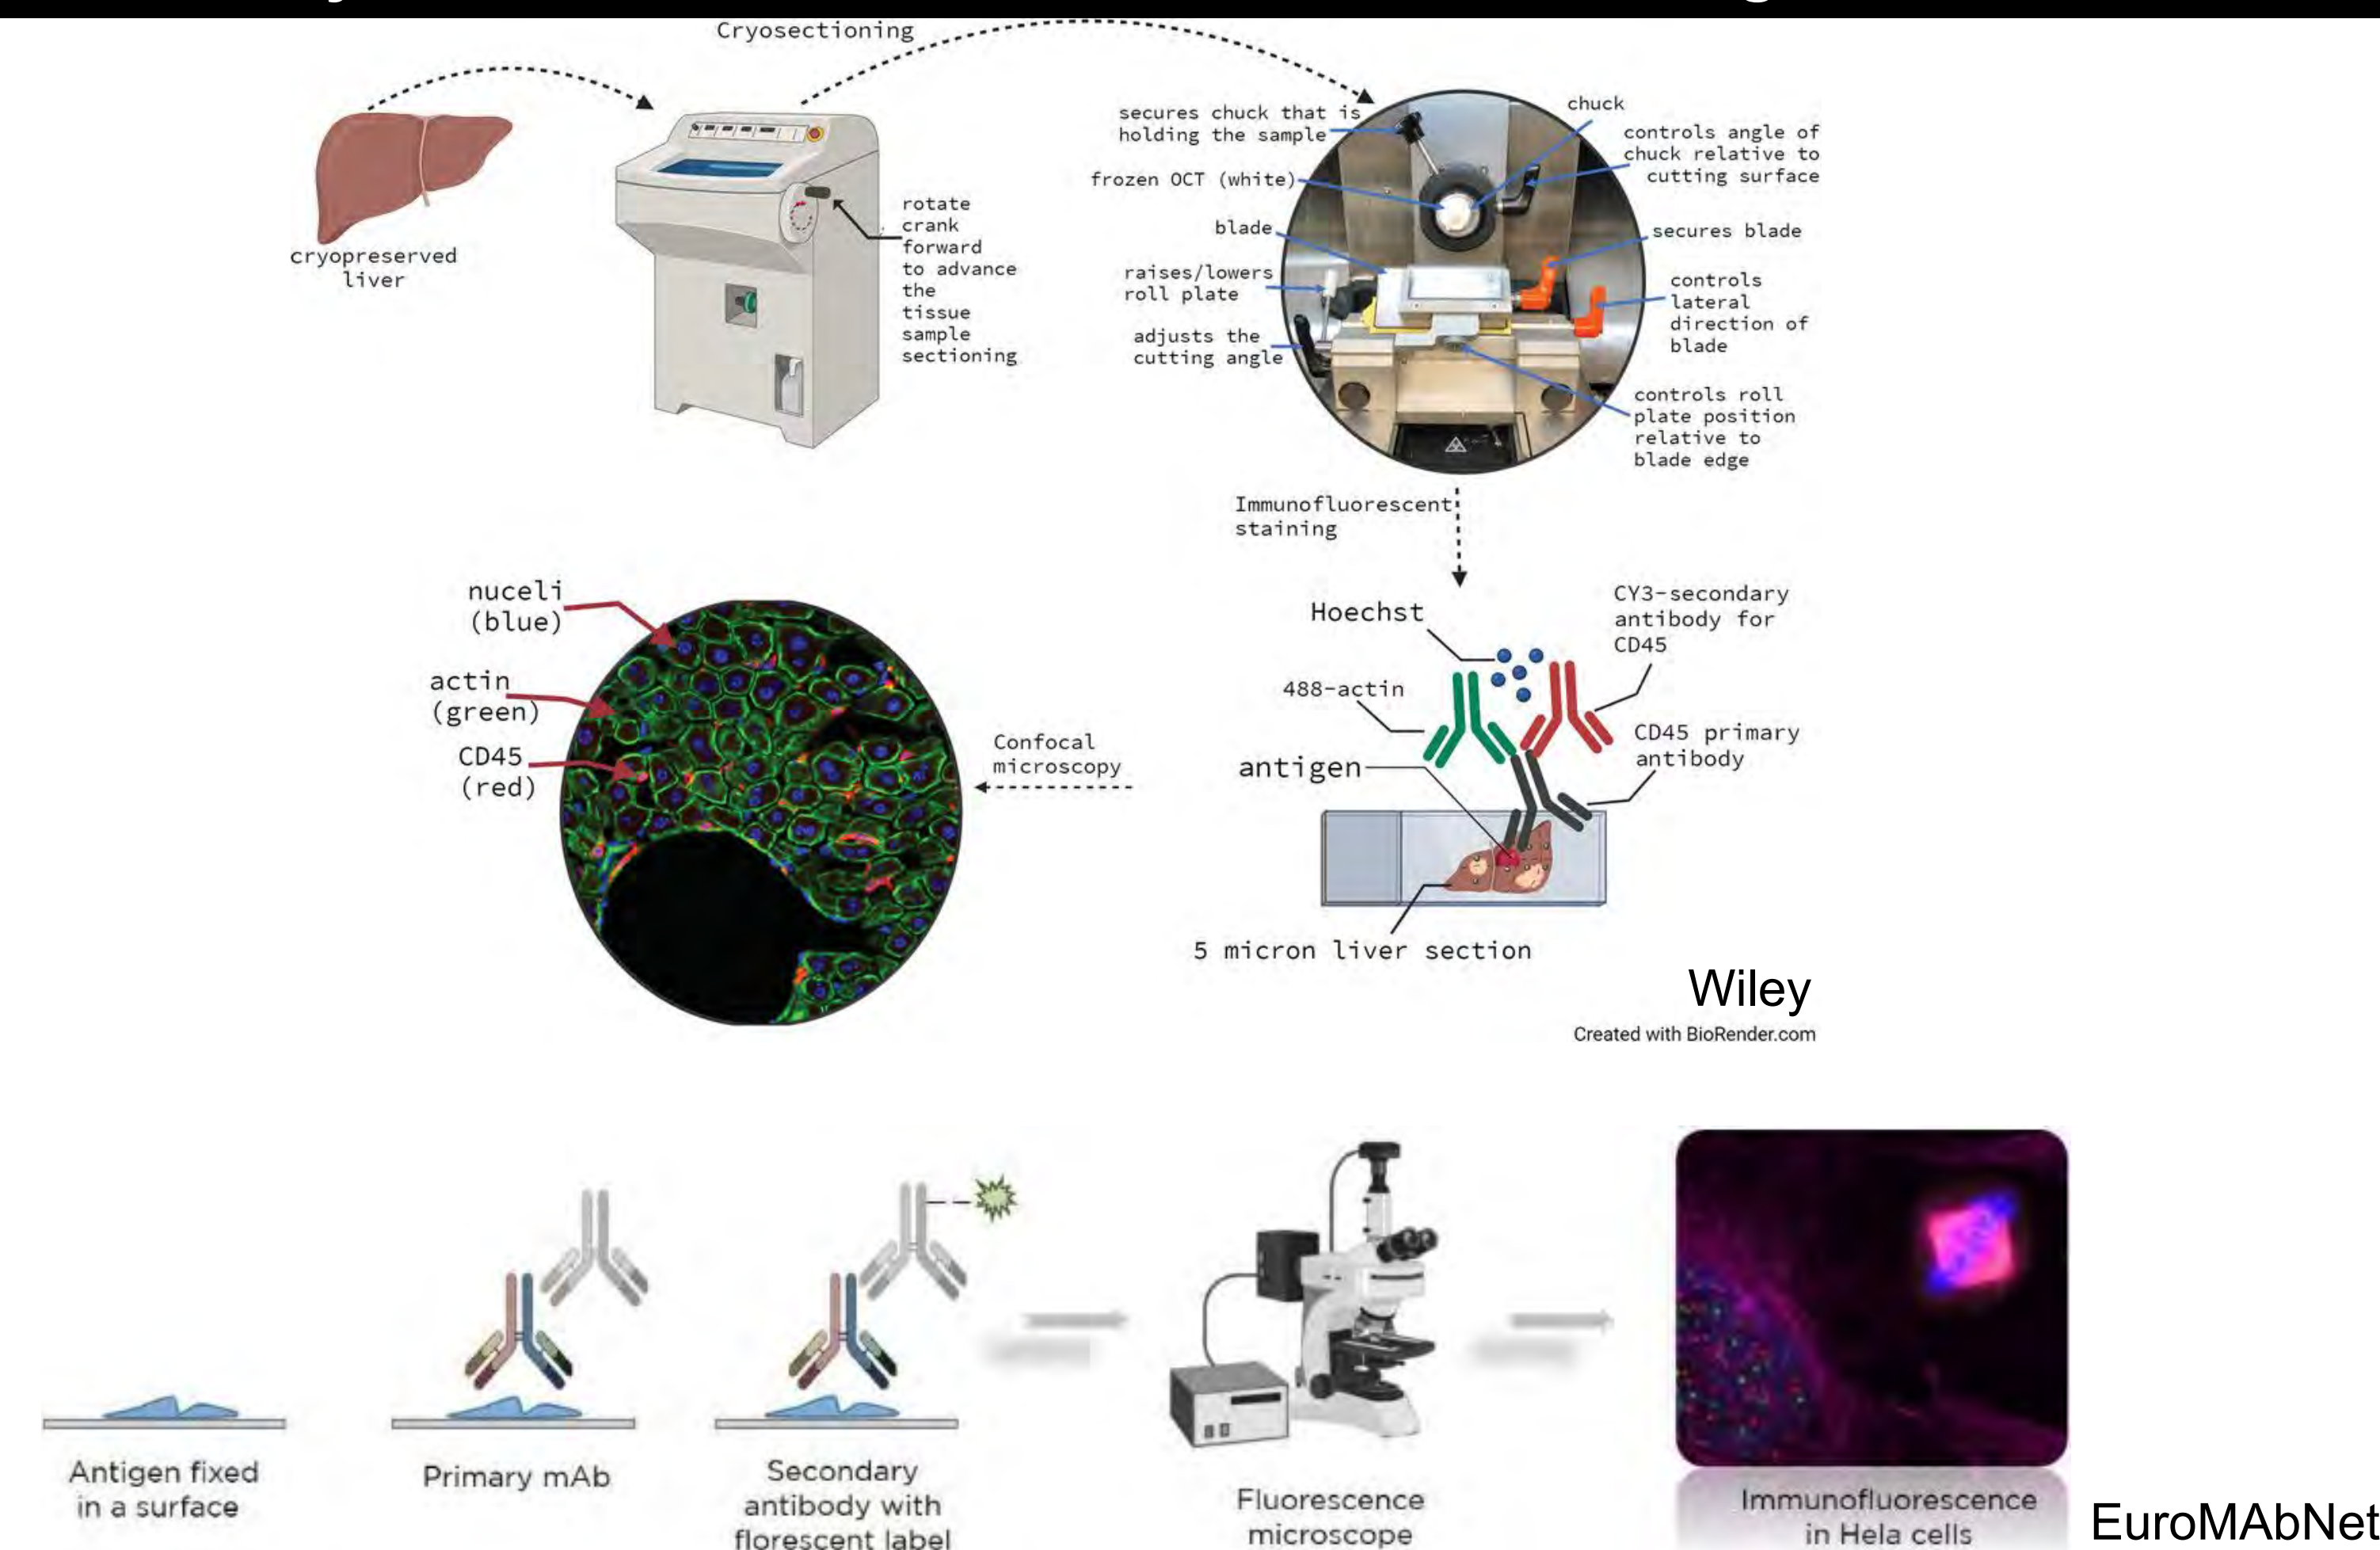 Cryosectioning
cryopreserved
liver
rotate
crank
forward
to advance
the
tissue
sample
sectioning
secures chuck that is
holding the sample
frozen OCT (white)
blade
raises/lowers
roll plate
adjusts the
cutting angle
chuck
controls angle of
chuck relative to
cutting surface
secures blade
controls
lateral
direction of
blade
controls roll
plate position
relative to
blade edge
Immunofluorescent
staining
Hoechst
CY3-secondary
antibody for
CD45
488-actin
CD45 primary
antibody
antigen
5 micron liver section
Confocal
microscopy
nuceli
(blue)
actin
(green)
CD45
(red)
Wiley
Created with BioRender.com
Antigen fixed
in a surface
Primary mAb
Secondary
antibody with
florescent label
Fluorescence
microscope
Immunofluorescence
in Hela cells
EuroMAbNet